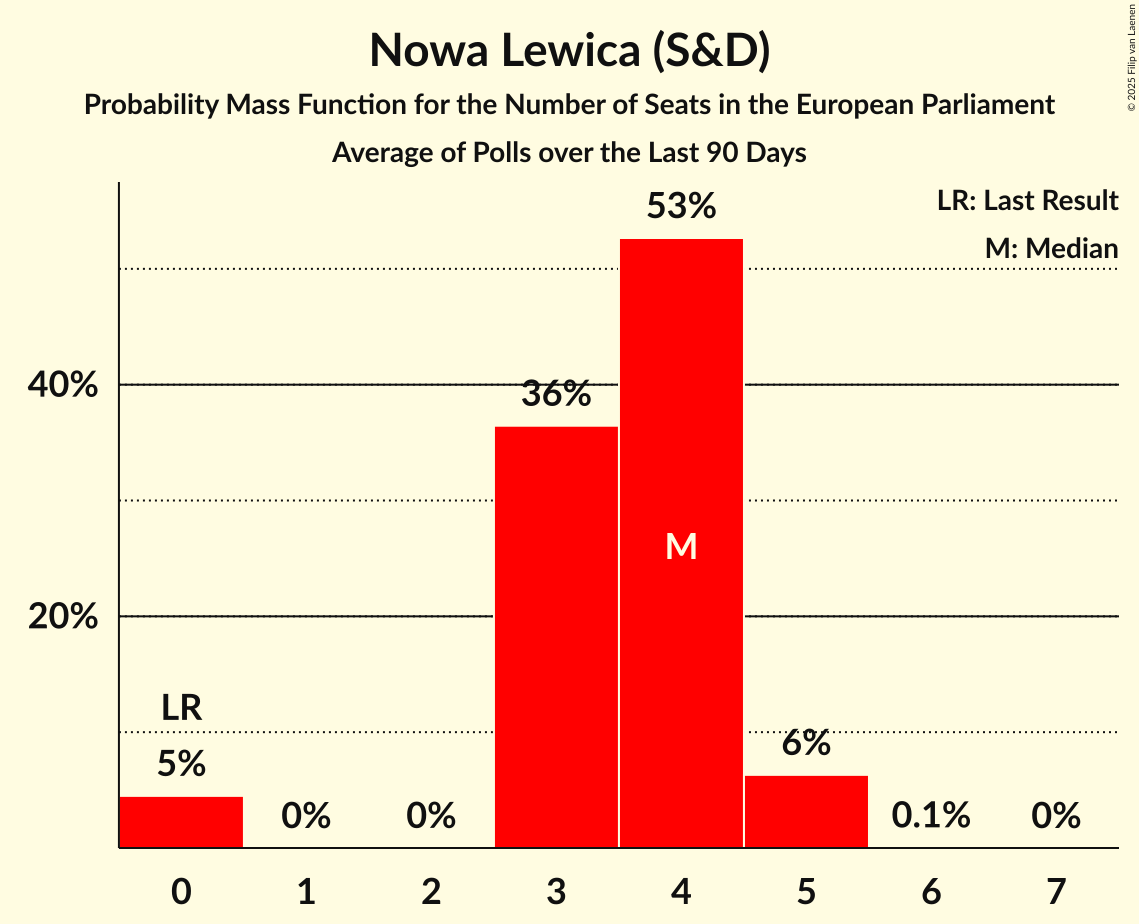 Nowa Lewica (S&D)
Probability Mass Function for the Number of Seats in the European Parliament
Average of Polls over the Last 90 Days
© 2025 Filip van Laenen
LR: Last Result
M: Median
53%
40%
36%
M
20%
LR
5%
0%
0%
6%
0.1%
0%
0 1 2 3 4 5 6 7